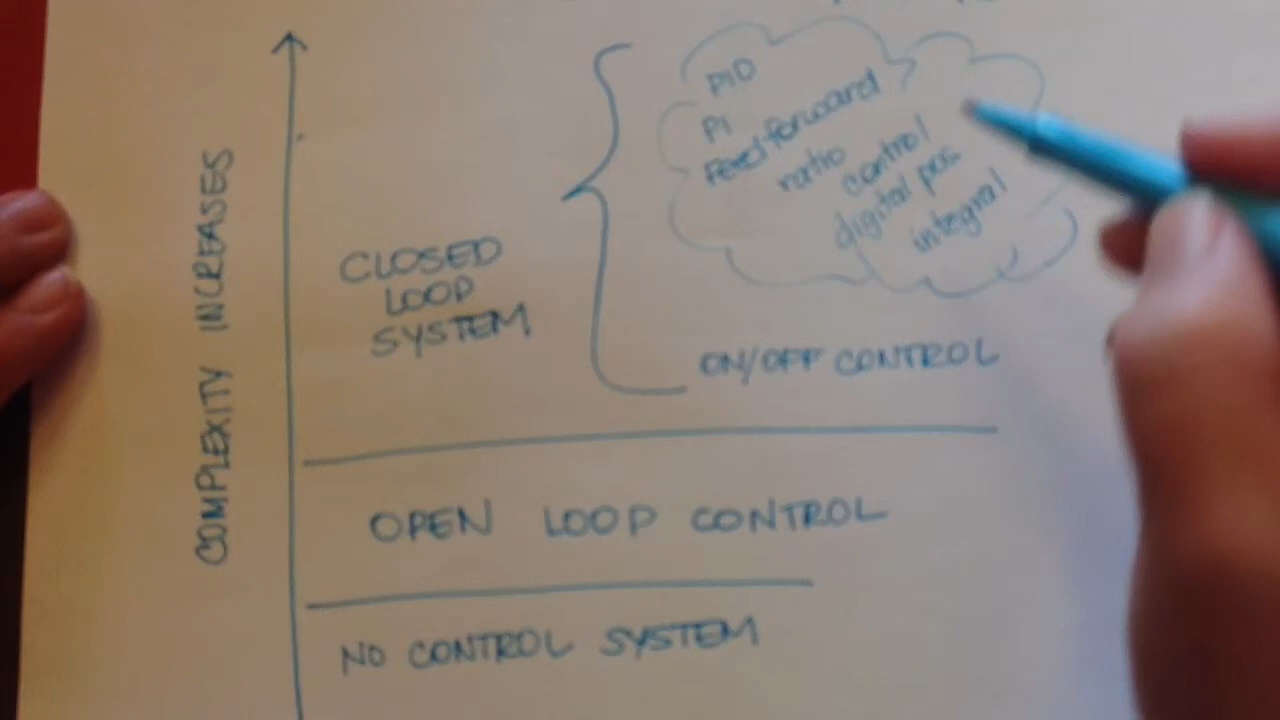 COMPLEXITY INCREASES
PID
PI
Feedforward
ratio
control
digital pos
integral
CLOSED
LOOP
SYSTEM
ON/OFF CONTROL
OPEN LOOP CONTROL
NO CONTROL SYSTEM